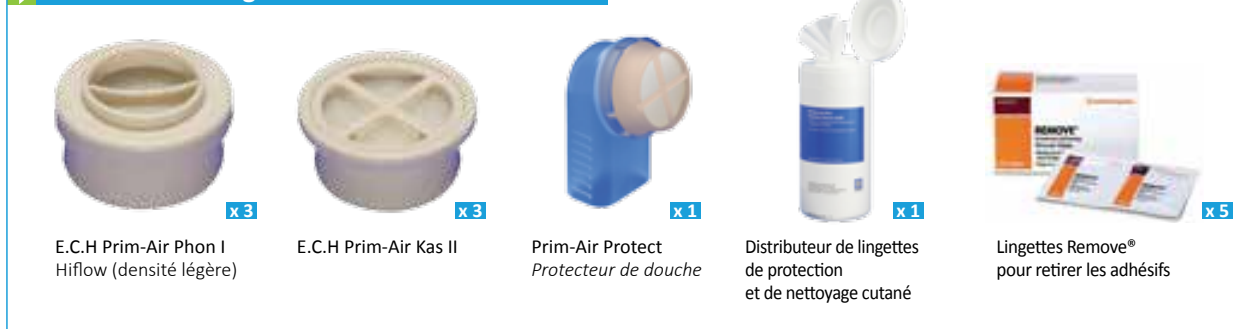 x 3
E.C.H Prim-Air Phon I
Hiflow (densité légère)
x 3
E.C.H Prim-Air Kas II
x 1
Prim-Air Protect
Protecteur de douche
x 1
Distributeur de lingettes
de protection
et de nettoyage cutané
REMOVE
x 5
Lingettes Remove®
pour retirer les adhésifs